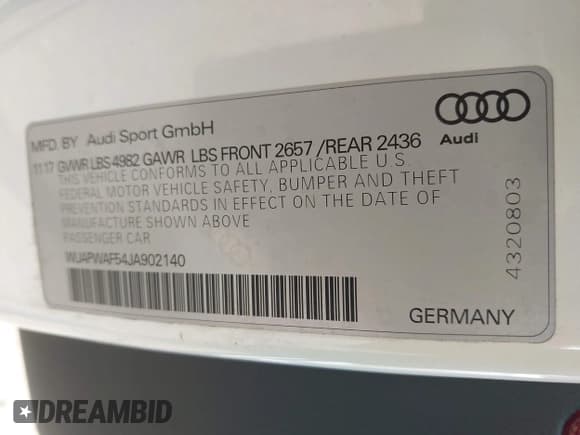 MFD. BY Audi Sport GmbH
11 17 GVWR LBS 4982 GAWR LBS FRONT 2657 / REAR 2436
THIS VEHICLE CONFORMS TO ALL APPLICABLE U.S.
FEDERAL MOTOR VEHICLE SAFETY, BUMPER AND THEFT
PREVENTION STANDARDS IN EFFECT ON THE DATE OF
MANUFACTURE SHOWN ABOVE
PASSENGER CAR
WUAPWAF54JA902140
Audi
4320803
GERMANY
DREAMBID